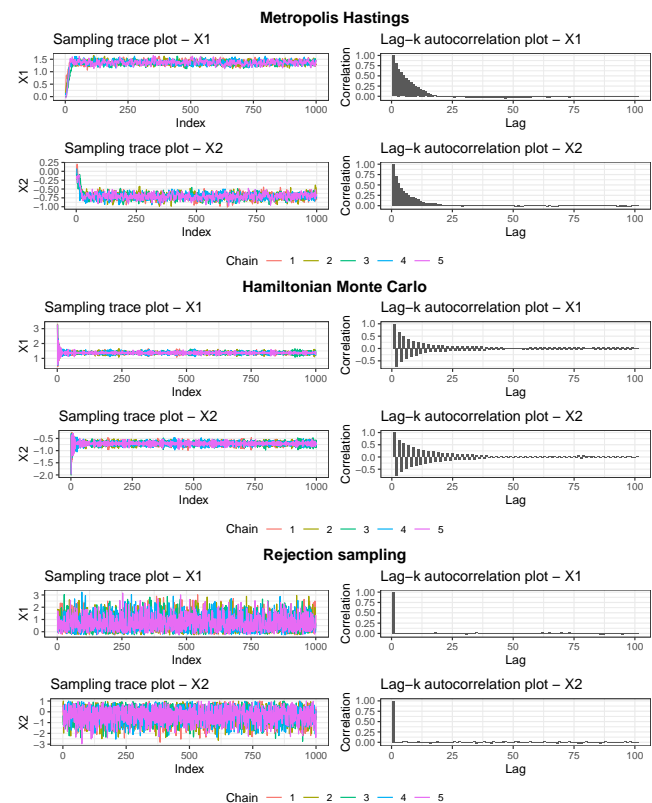 Metropolis Hastings
Sampling trace plot − X1
Lag−k autocorrelation plot − X1
X1
1.5
1.0
0.5
0.0
0 250 500 750 1000
Index
Correlation
1.00
0.75
0.50
0.25
0.00
0 25 50 75 100
Lag
Sampling trace plot − X2
Lag−k autocorrelation plot − X2
X2
0.25
0.00
−0.25
−0.50
−0.75
−1.00
0 250 500 750 1000
Index
Correlation
1.00
0.75
0.50
0.25
0.00
0 25 50 75 100
Lag
Chain 1 2 3 4 5
Hamiltonian Monte Carlo
Sampling trace plot − X1
Lag−k autocorrelation plot − X1
X1
3
2
1
0 250 500 750 1000
Index
Correlation
1.0
0.5
0.0
−0.5
0 25 50 75 100
Lag
Sampling trace plot − X2
Lag−k autocorrelation plot − X2
X2
−0.5
−1.0
−1.5
−2.0
0 250 500 750 1000
Index
Correlation
1.0
0.5
0.0
−0.5
0 25 50 75 100
Lag
Chain 1 2 3 4 5
Rejection sampling
Sampling trace plot − X1
Lag−k autocorrelation plot − X1
X1
3
2
1
0
0 250 500 750 1000
Index
Correlation
1.00
0.75
0.50
0.25
0.00
0 25 50 75 100
Lag
Sampling trace plot − X2
Lag−k autocorrelation plot − X2
X2
1
0
−1
−2
−3
0 250 500 750 1000
Index
Correlation
1.00
0.75
0.50
0.25
0.00
0 25 50 75 100
Lag
Chain 1 2 3 4 5